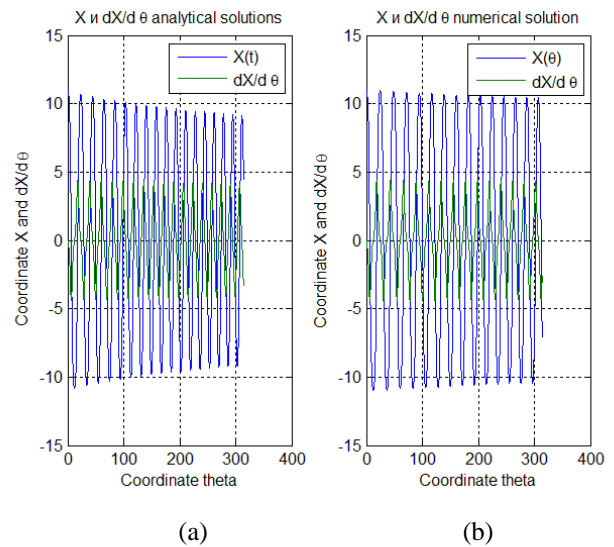 X и dX/d θ analytical solutions
X(t)
dX/d θ
15
10
5
0
-5
-10
-15
0
100
200
300
400
Coordinate X and dX/dθ
Coordinate theta
(a)
X и dX/d θ numerical solution
X(θ)
dX/d θ
15
10
5
0
-5
-10
-15
0
100
200
300
400
Coordinate X and dX/dθ
Coordinate theta
(b)